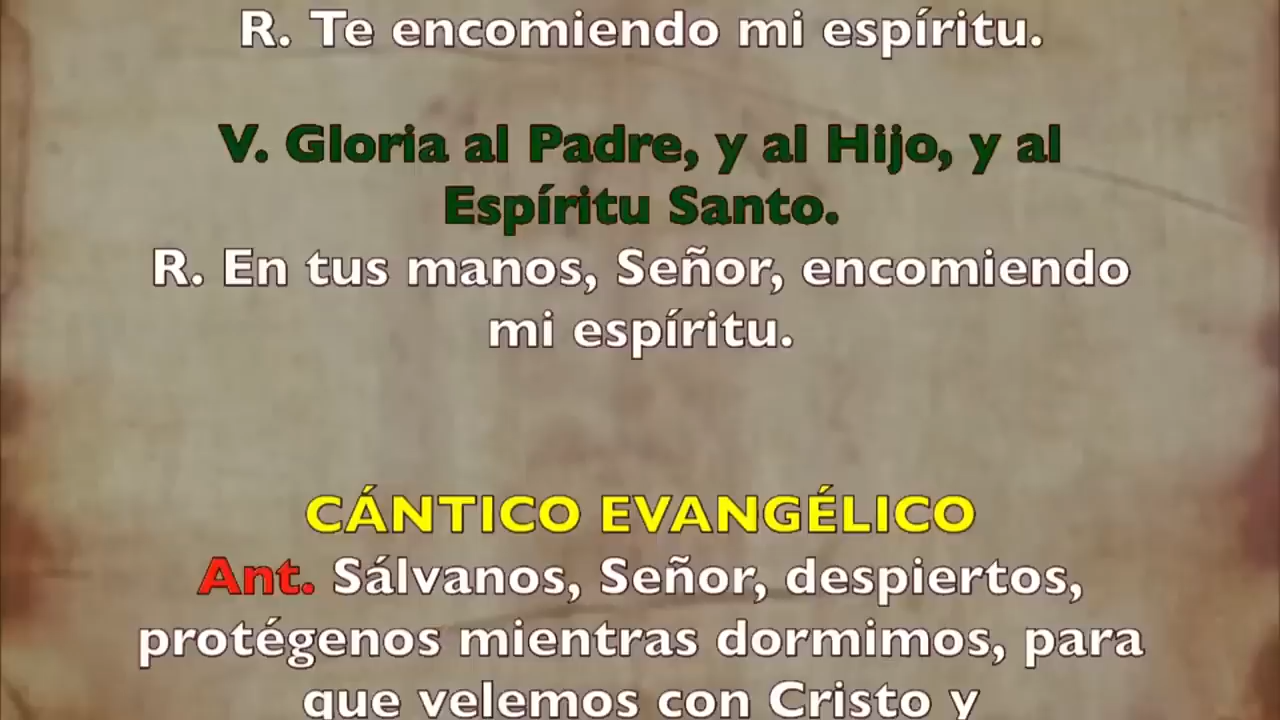 R. Te encomiendo mi espíritu.
V. Gloria al Padre, y al Hijo, y al
Espíritu Santo.
R. En tus manos, Señor, encomiendo
mi espíritu.
CÁNTICO EVANGÉLICO
Ant. Sálvanos, Señor, despiertos,
protégenos mientras dormimos, para
que velemos con Cristo y